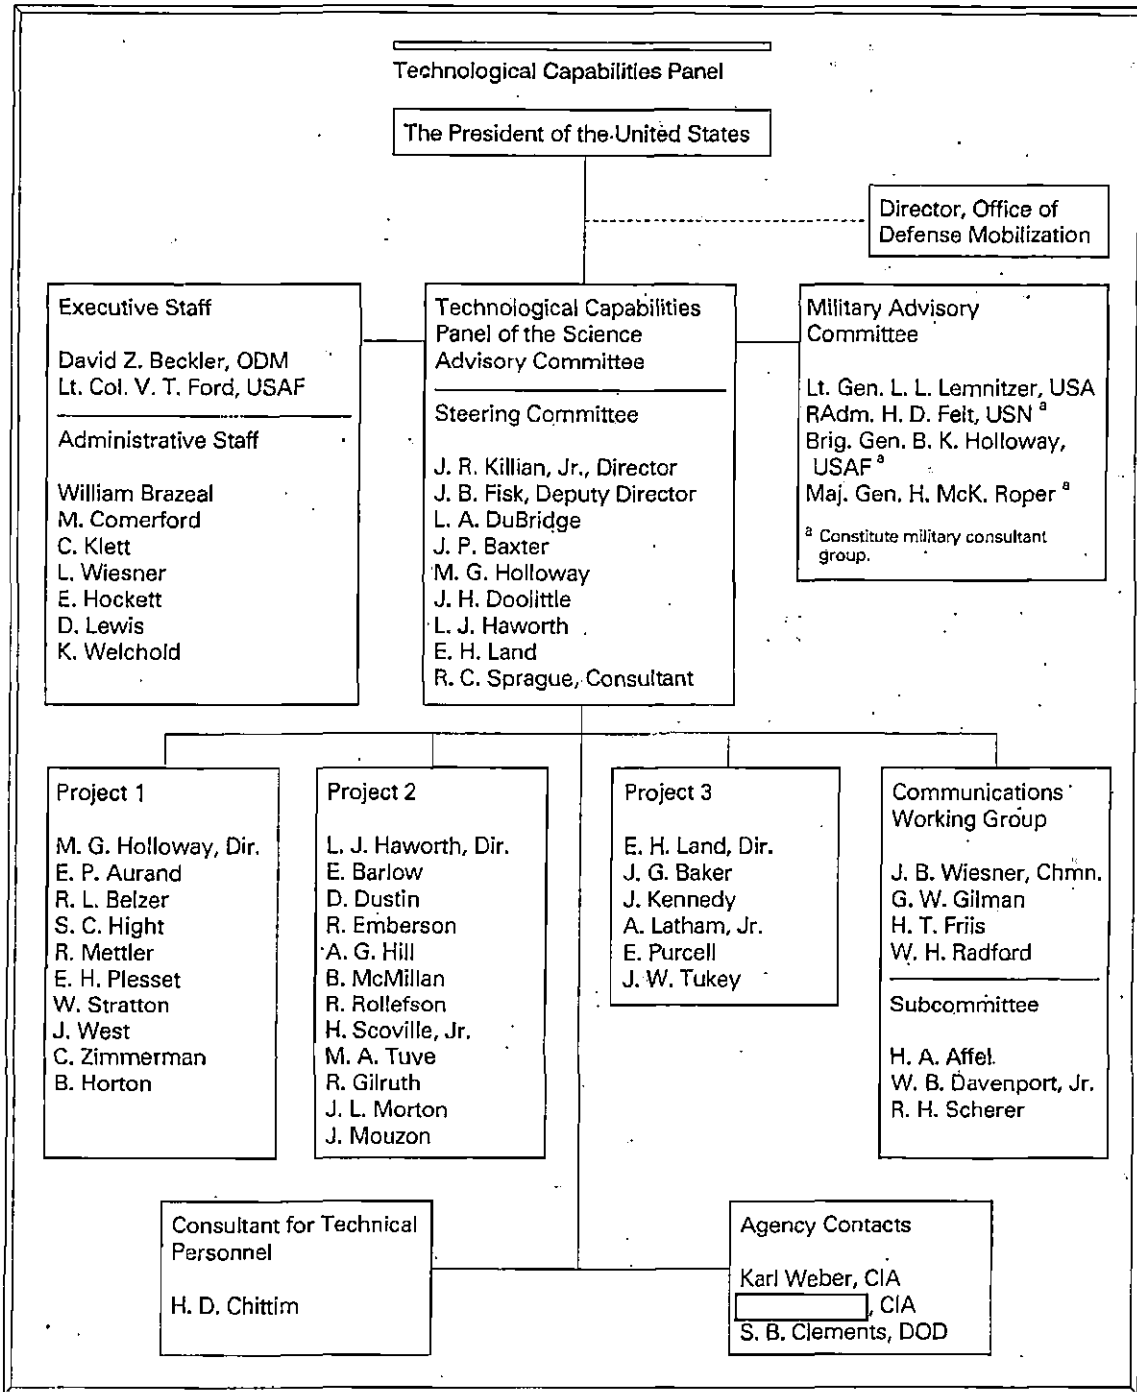 Technological Capabilities Panel
The President of the United States
Director, Office of
Defense Mobilization
Executive Staff
David Z. Beckler, ODM
Lt. Col. V. T. Ford, USAF
Administrative Staff
William Brazeal
M. Comerford
C. Klett
L. Wiesner
E. Hockett
D. Lewis
K. Welchold
Technological Capabilities
Panel of the Science
Advisory Committee
Steering Committee
J. R. Killian, Jr., Director
J. B. Fisk, Deputy Director
L. A. DuBridge
J. P. Baxter
M. G. Holloway
J. H. Doolittle
L. J. Haworth
E. H. Land
R. C. Sprague, Consultant
Military Advisory
Committee
Lt. Gen. L. L. Lemnitzer, USA
RAdm. H. D. Felt, USN a
Brig. Gen. B. K. Holloway,
USAF a
Maj. Gen. H. McK. Roper a
a Constitute military consultant
group.
Project 1
M. G. Holloway, Dir.
E. P. Aurand
R. L. Belzer
S. C. Hight
R. Mettler
E. H. Plesset
W. Stratton
J. West
C. Zimmerman
B. Horton
Project 2
L. J. Haworth, Dir.
E. Barlow
D. Dustin
R. Emberson
A. G. Hill
B. McMillan
R. Rollefson
H. Scoville, Jr.
M. A. Tuve
R. Gilruth
J. L. Morton
J. Mouzon
Project 3
E. H. Land, Dir.
J. G. Baker
J. Kennedy
A. Latham, Jr.
E. Purcell
J. W. Tukey
Communications
Working Group
J. B. Wiesner, Chmn.
G. W. Gilman
H. T. Friis
W. H. Radford
Subcommittee
H. A. Affel
W. B. Davenport, Jr.
R. H. Scherer
Consultant for Technical
Personnel
H. D. Chittim
Agency Contacts
Karl Weber, CIA
, CIA
S. B. Clements, DOD